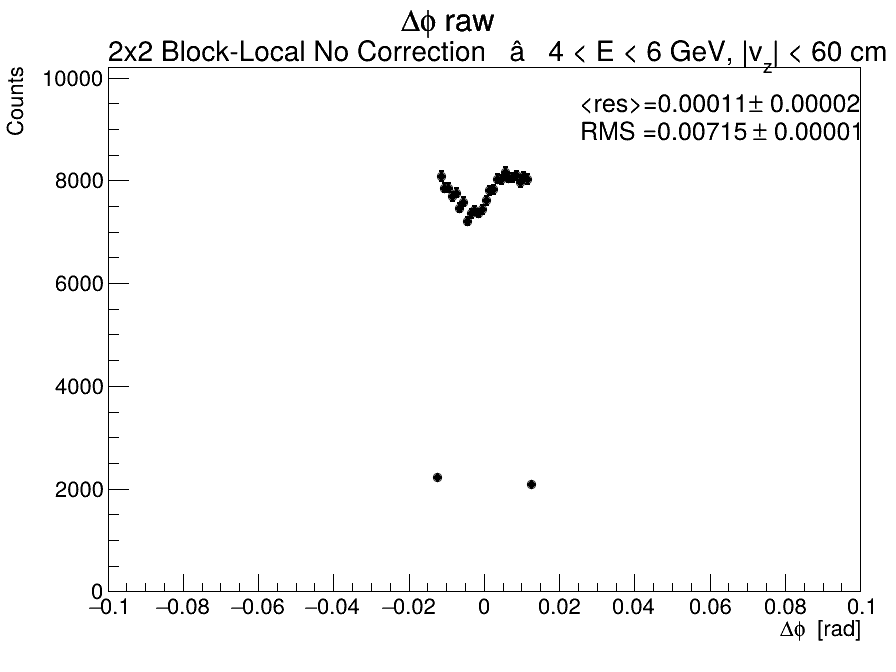 Δϕ raw
2x2 Block-Local No Correction â 4 < E < 6 GeV, |v_z| < 60 cm
<res>=0.00011± 0.00002
RMS =0.00715± 0.00001
Counts
10000
8000
6000
4000
2000
0
−0.1 −0.08 −0.06 −0.04 −0.02 0 0.02 0.04 0.06 0.08 0.1
Δϕ [rad]